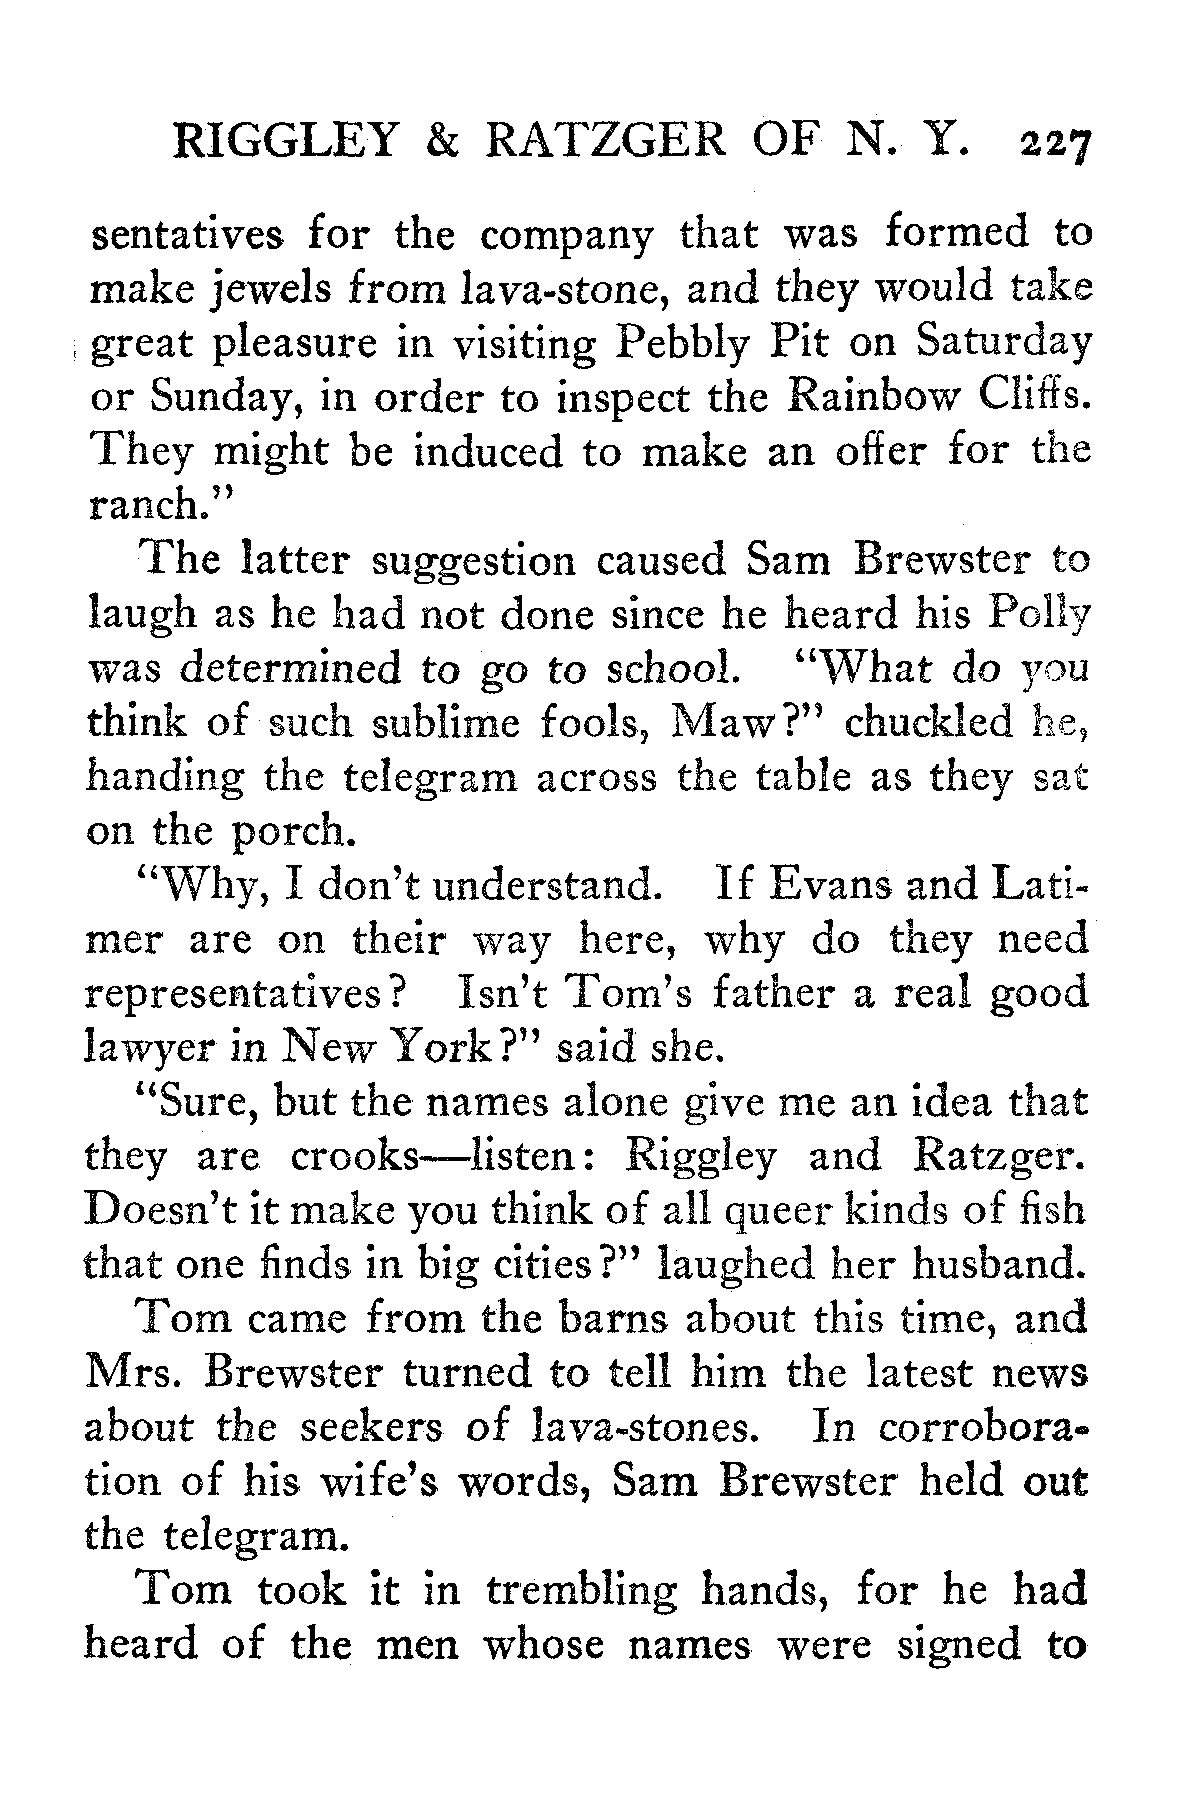 RIGGLEY & RATZGER OF N. Y. 227
sentatives for the company that was formed to
make jewels from lava-stone, and they would take
great pleasure in visiting Pebbly Pit on Saturday
or Sunday, in order to inspect the Rainbow Cliffs.
They might be induced to make an offer for the
ranch.”
The latter suggestion caused Sam Brewster to
laugh as he had not done since he heard his Polly
was determined to go to school. “What do you
think of such sublime fools, Maw?” chuckled he,
handing the telegram across the table as they sat
on the porch.
“Why, I don’t understand. If Evans and Lati-
mer are on their way here, why do they need
representatives? Isn’t Tom’s father a real good
lawyer in New York?” said she.
“Sure, but the names alone give me an idea that
they are crooks—listen: Riggley and Ratzger.
Doesn’t it make you think of all queer kinds of fish
that one finds in big cities?” laughed her husband.
Tom came from the barns about this time, and
Mrs. Brewster turned to tell him the latest news
about the seekers of lava-stones. In corrobora-
tion of his wife’s words, Sam Brewster held out
the telegram.
Tom took it in trembling hands, for he had
heard of the men whose names were signed to